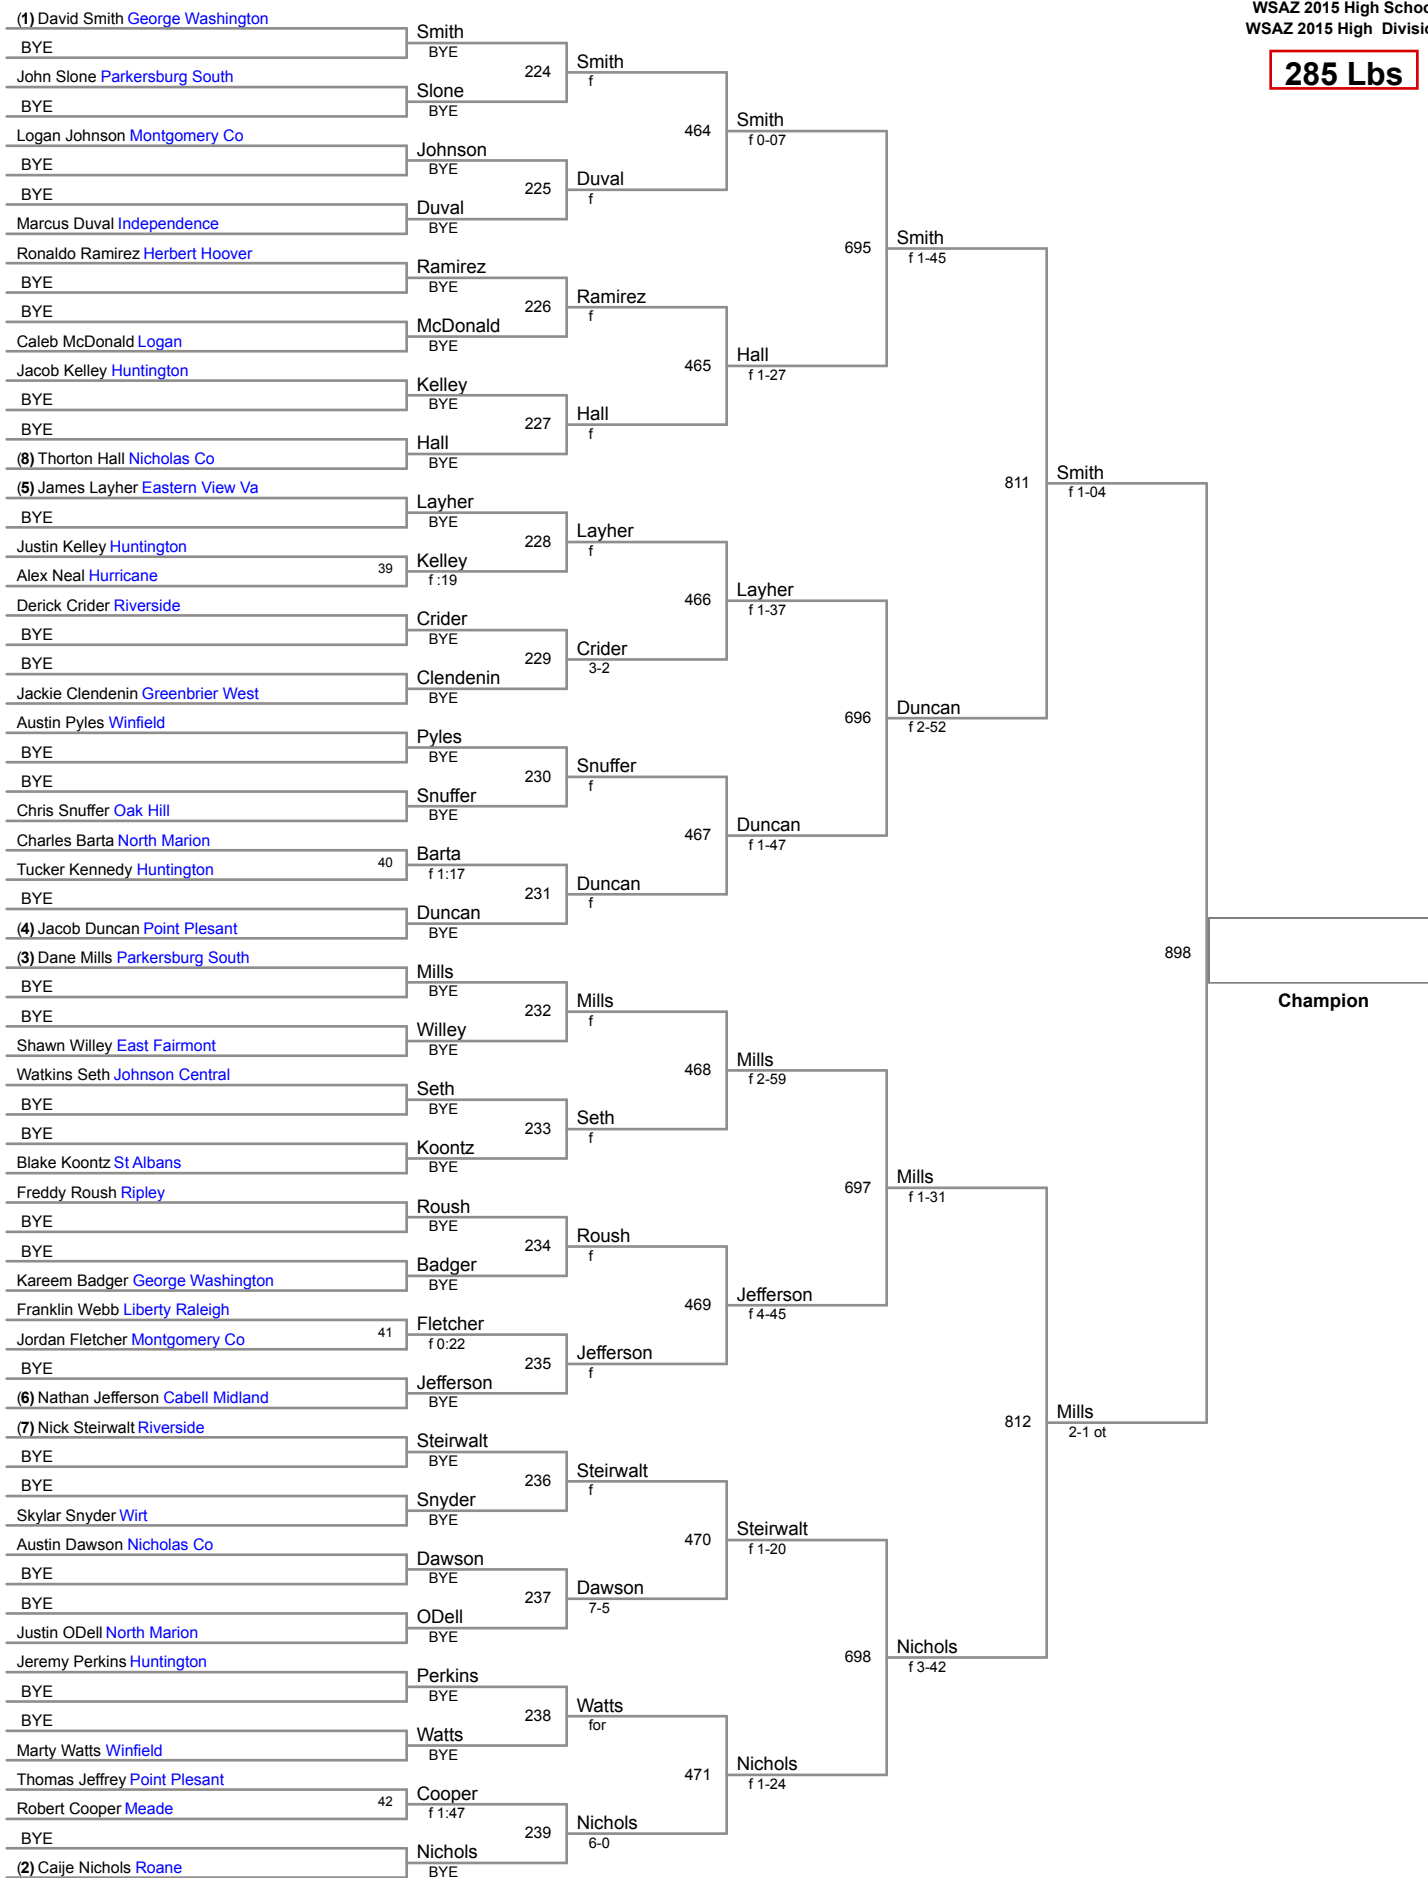 WSAZ 2015 High Schoo
WSAZ 2015 High Divisio
285 Lbs
(1) David Smith George Washington
BYE
John Slone Parkersburg South
BYE
Logan Johnson Montgomery Co
BYE
BYE
Marcus Duval Independence
Ronaldo Ramirez Herbert Hoover
BYE
BYE
Caleb McDonald Logan
Jacob Kelley Huntington
BYE
BYE
(8) Thorton Hall Nicholas Co
(5) James Layher Eastern View Va
BYE
Justin Kelley Huntington
39
Alex Neal Hurricane
Derick Crider Riverside
BYE
BYE
Jackie Clendenin Greenbrier West
Austin Pyles Winfield
BYE
BYE
Chris Snuffer Oak Hill
Charles Barta North Marion
40
Tucker Kennedy Huntington
BYE
(4) Jacob Duncan Point Plesant
(3) Dane Mills Parkersburg South
BYE
BYE
Shawn Willey East Fairmont
Watkins Seth Johnson Central
BYE
BYE
Blake Koontz St Albans
Freddy Roush Ripley
BYE
BYE
Kareem Badger George Washington
Franklin Webb Liberty Raleigh
41
Jordan Fletcher Montgomery Co
BYE
(6) Nathan Jefferson Cabell Midland
(7) Nick Steirwalt Riverside
BYE
BYE
Skylar Snyder Wirt
Austin Dawson Nicholas Co
BYE
BYE
Justin ODell North Marion
Jeremy Perkins Huntington
BYE
BYE
Marty Watts Winfield
Thomas Jeffrey Point Plesant
42
Robert Cooper Meade
BYE
(2) Caije Nichols Roane
Smith
BYE
224
Slone
BYE
Johnson
BYE
225
Duval
BYE
Ramirez
BYE
226
McDonald
BYE
Kelley
BYE
227
Hall
BYE
Layher
BYE
228
Kelley
f :19
Crider
BYE
229
Clendenin
BYE
Pyles
BYE
230
Snuffer
BYE
Barta
f 1:17
231
Duncan
BYE
Mills
BYE
232
Willey
BYE
Seth
BYE
233
Koontz
BYE
Roush
BYE
234
Badger
BYE
Fletcher
f 0:22
235
Jefferson
BYE
Steirwalt
BYE
236
Snyder
BYE
Dawson
BYE
237
ODell
BYE
Perkins
BYE
238
Watts
BYE
Cooper
f 1:47
239
Nichols
BYE
Smith
f
464
Duval
f
Ramirez
f
465
Hall
f
Layher
f
466
Crider
3-2
Snuffer
f
467
Duncan
f
Mills
f
468
Seth
f
Roush
f
469
Jefferson
f
Steirwalt
f
470
Dawson
7-5
Watts
for
471
Nichols
6-0
Smith
f 0-07
695
Hall
f 1-27
Layher
f 1-37
696
Duncan
f 1-47
Mills
f 2-59
697
Jefferson
f 4-45
Steirwalt
f 1-20
698
Nichols
f 1-24
Smith
f 1-45
811
Duncan
f 2-52
Mills
f 1-31
812
Nichols
f 3-42
Smith
f 1-04
898
Mills
2-1 ot
Champion